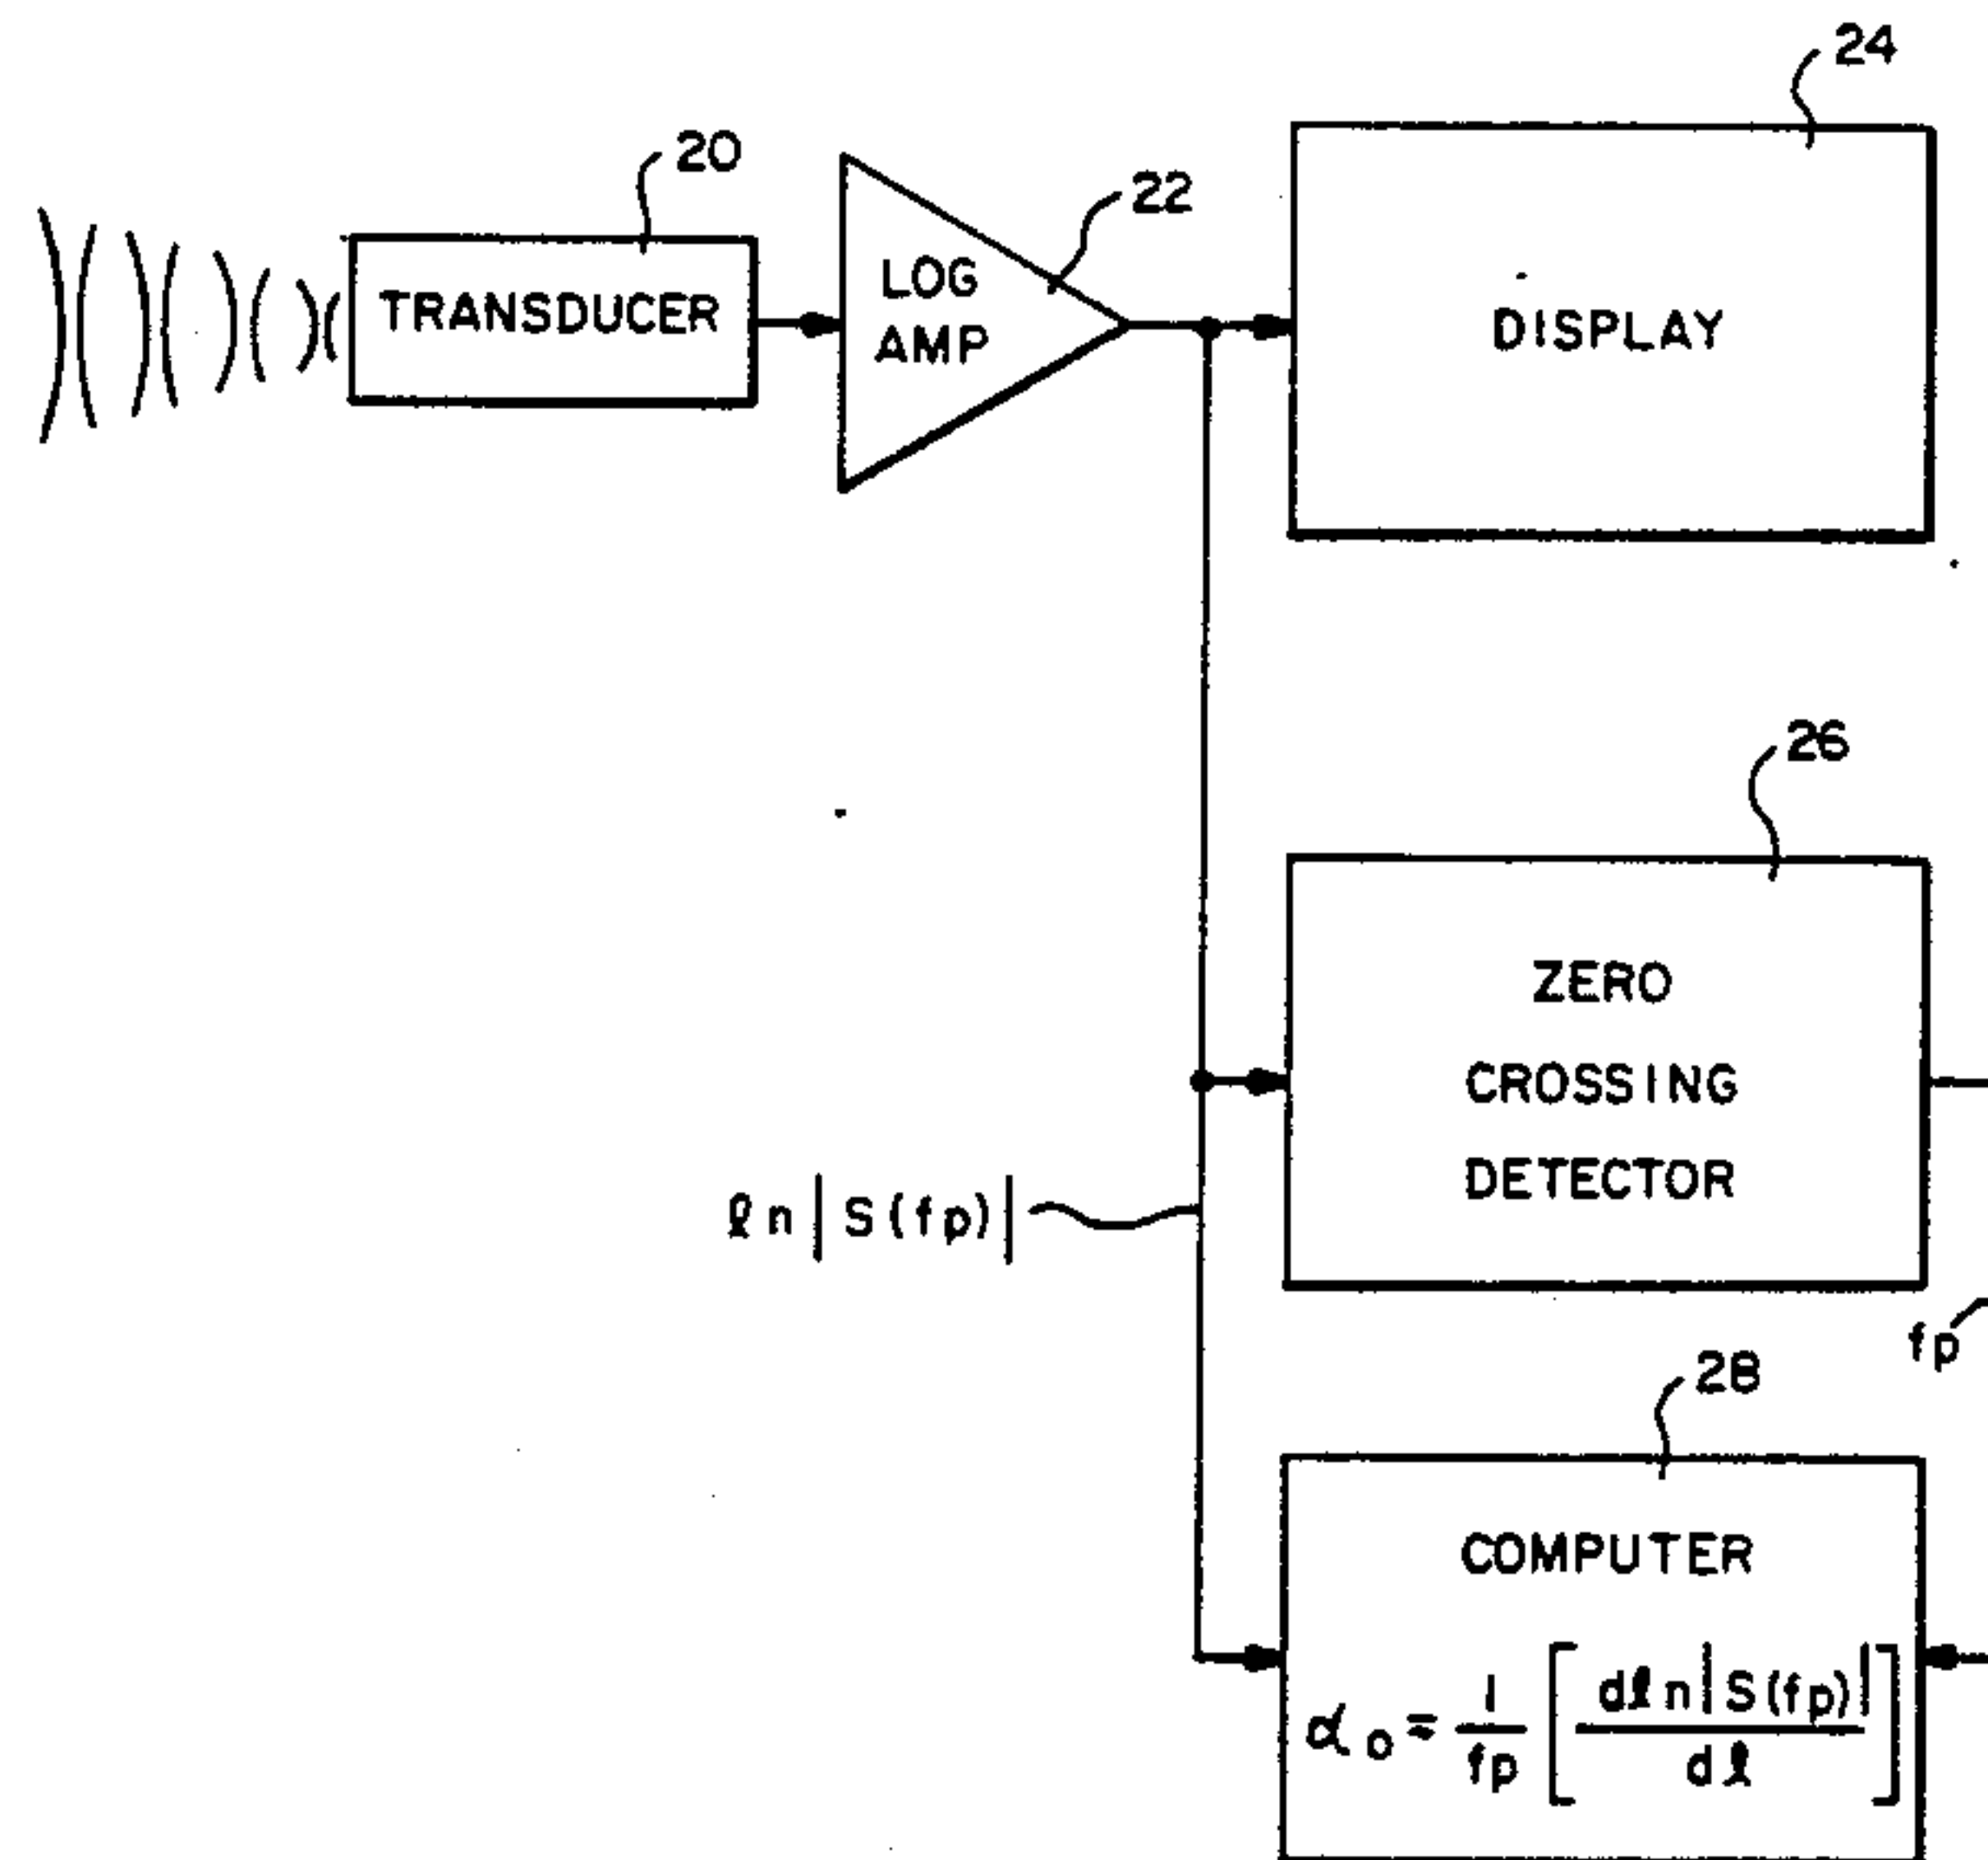 24
20
22
TRANSDUCER
LOG
AMP
DISPLAY
26
ZERO
CROSSING
DETECTOR
ℓn|S(fp)|
fp
28
COMPUTER
αo ≈ 1/fp [dℓn|S(fp)|/dℓ]